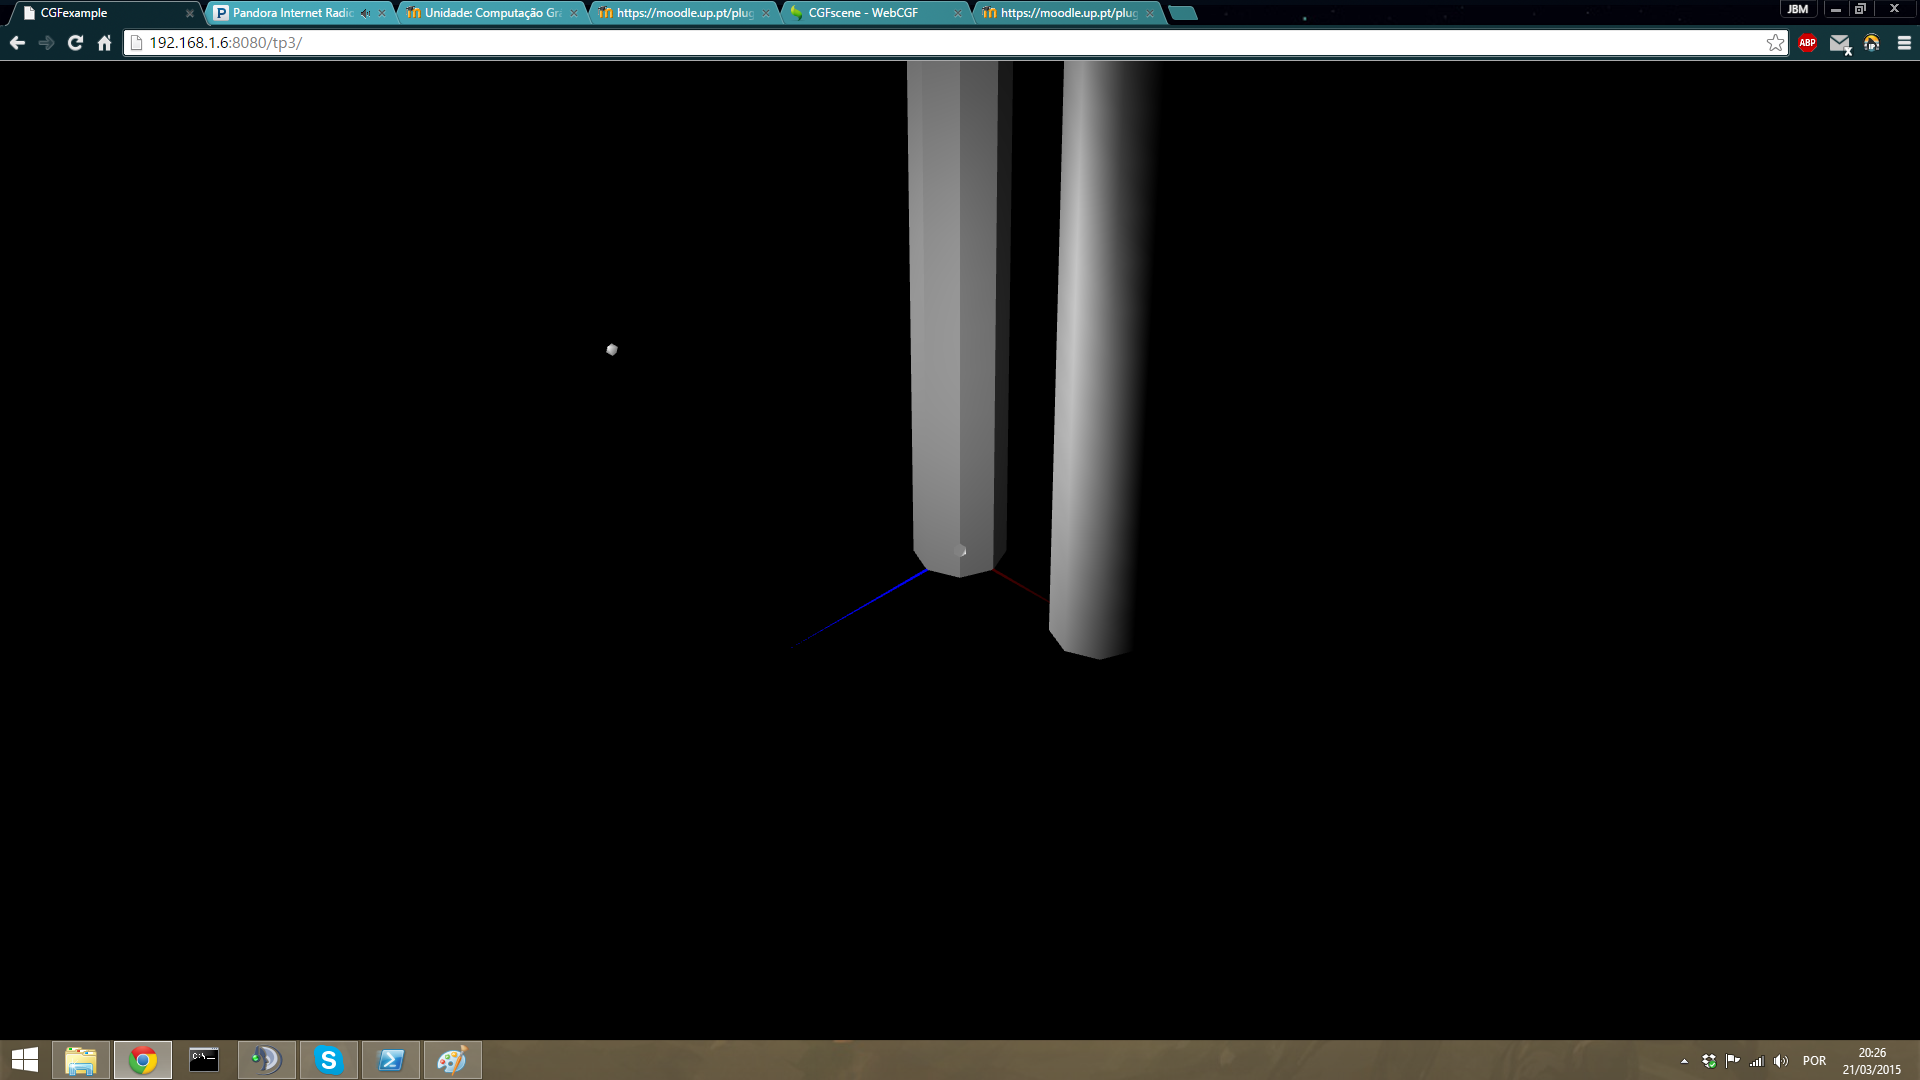 CGFexample
Pandora Internet Radio
Unidade: Computação Gra
https://moodle.up.pt/plug
CGFscene - WebCGF
https://moodle.up.pt/plug
JBM
192.168.1.6:8080/tp3/
ABP
POR
20:26
21/03/2015